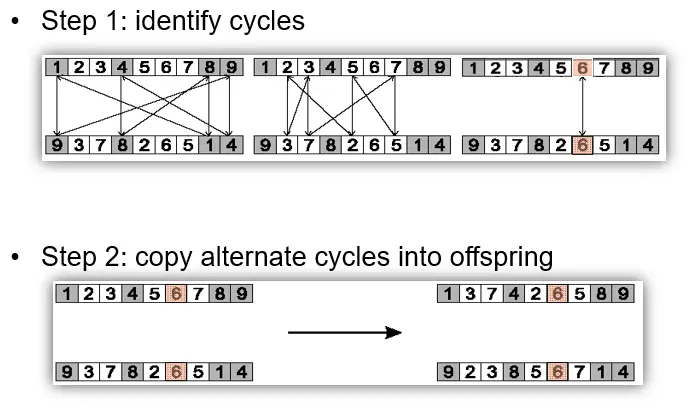 • Step 1: identify cycles
1 2 3 4 5 6 7 8 9 1 2 3 4 5 6 7 8 9 1 2 3 4 5 6 7 8 9
9 3 7 8 2 6 5 1 4 9 3 7 8 2 6 5 1 4 9 3 7 8 2 6 5 1 4
• Step 2: copy alternate cycles into offspring
1 2 3 4 5 6 7 8 9 1 3 7 4 2 6 5 8 9
9 3 7 8 2 6 5 1 4 9 2 3 8 5 6 7 1 4